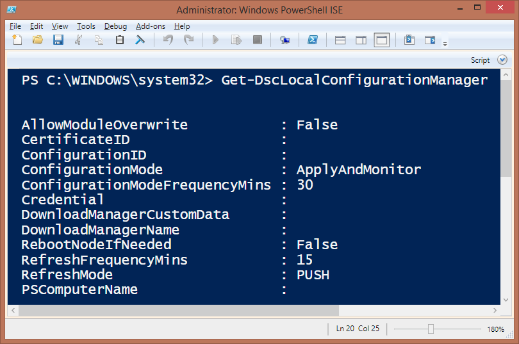 Administrator: Windows PowerShell ISE
File Edit View Tools Debug Add-ons Help
Script
PS C:\WINDOWS\system32> Get-DscLocalConfigurationManager
AllowModuleOverwrite : False
CertificateID :
ConfigurationID :
ConfigurationMode : ApplyAndMonitor
ConfigurationModeFrequencyMins : 30
Credential :
DownloadManagerCustomData :
DownloadManagerName :
RebootNodeIfNeeded : False
RefreshFrequencyMins : 15
RefreshMode : PUSH
PSComputerName :
Ln 20 Col 25 180%